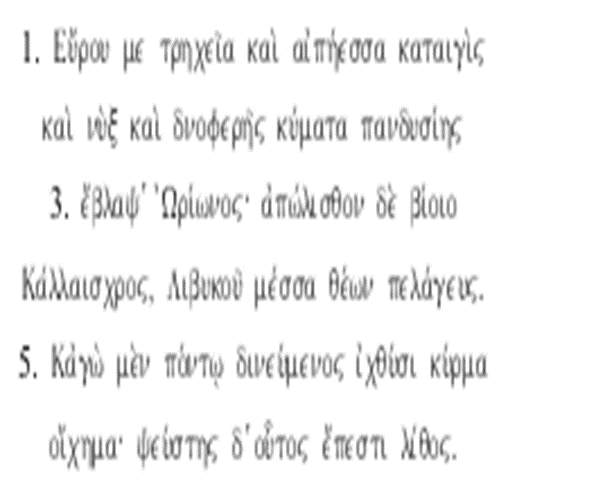 1. Εὔρου με τρηχεῖα καὶ αἰπήεσσα καταιγὶς
καὶ νὺξ καὶ δνοφερῆς κύματα πανδυσίης
3. ἔβλαψ᾽ Ὠρίωνος· ἀπώλισθον δὲ βίοιο
Κάλλαισχρος, Λιβυκοῦ μέσσα θέων πελάγευς.
5. Κἀγὼ μὲν πόντῳ δινεύμενος ἰχθύσι κύρμα
οἴχημα· ψεύστης δ᾽ οὗτος ἔπεστι λίθος.